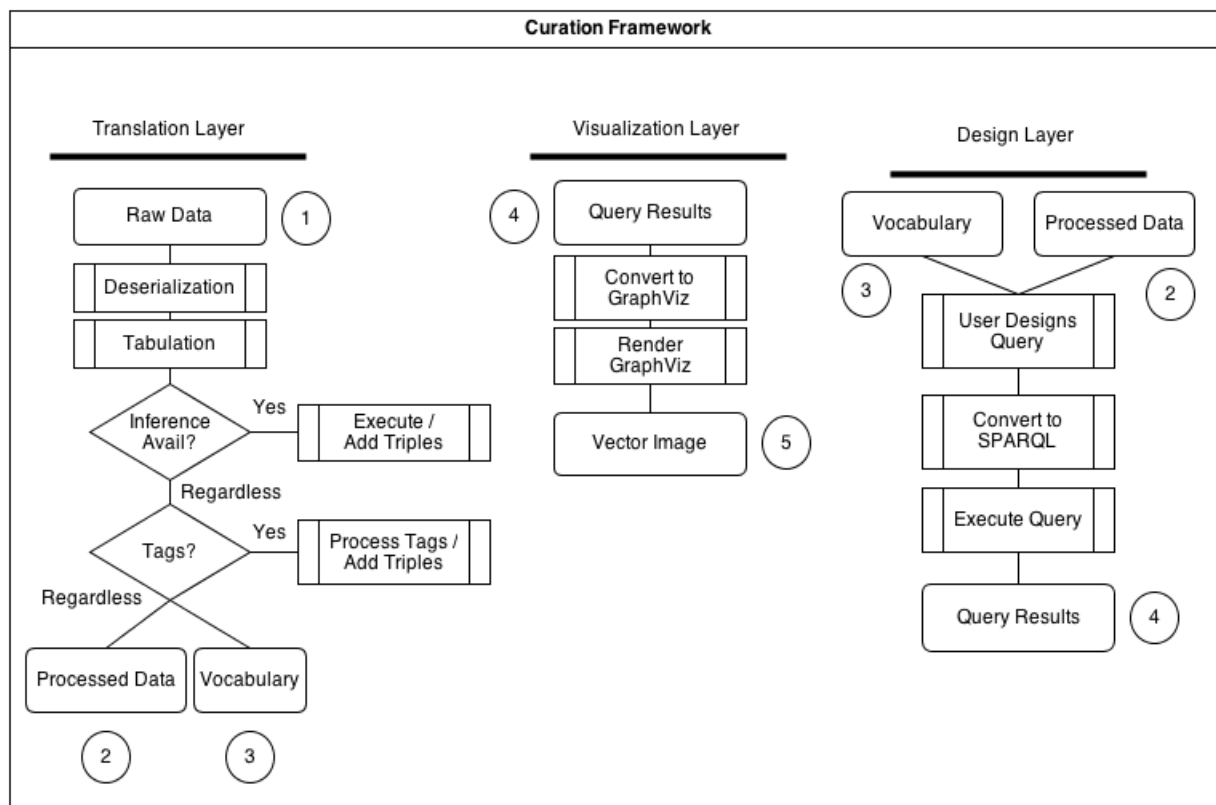 Curation Framework
Translation Layer
Raw Data
1
Deserialization
Tabulation
Inference
Avail?
Yes
Execute /
Add Triples
Regardless
Tags?
Yes
Process Tags /
Add Triples
Regardless
Processed Data
Vocabulary
2
3
Visualization Layer
4
Query Results
Convert to
GraphViz
Render
GraphViz
Vector Image
5
Design Layer
Vocabulary
Processed Data
3
2
User Designs
Query
Convert to
SPARQL
Execute Query
Query Results
4